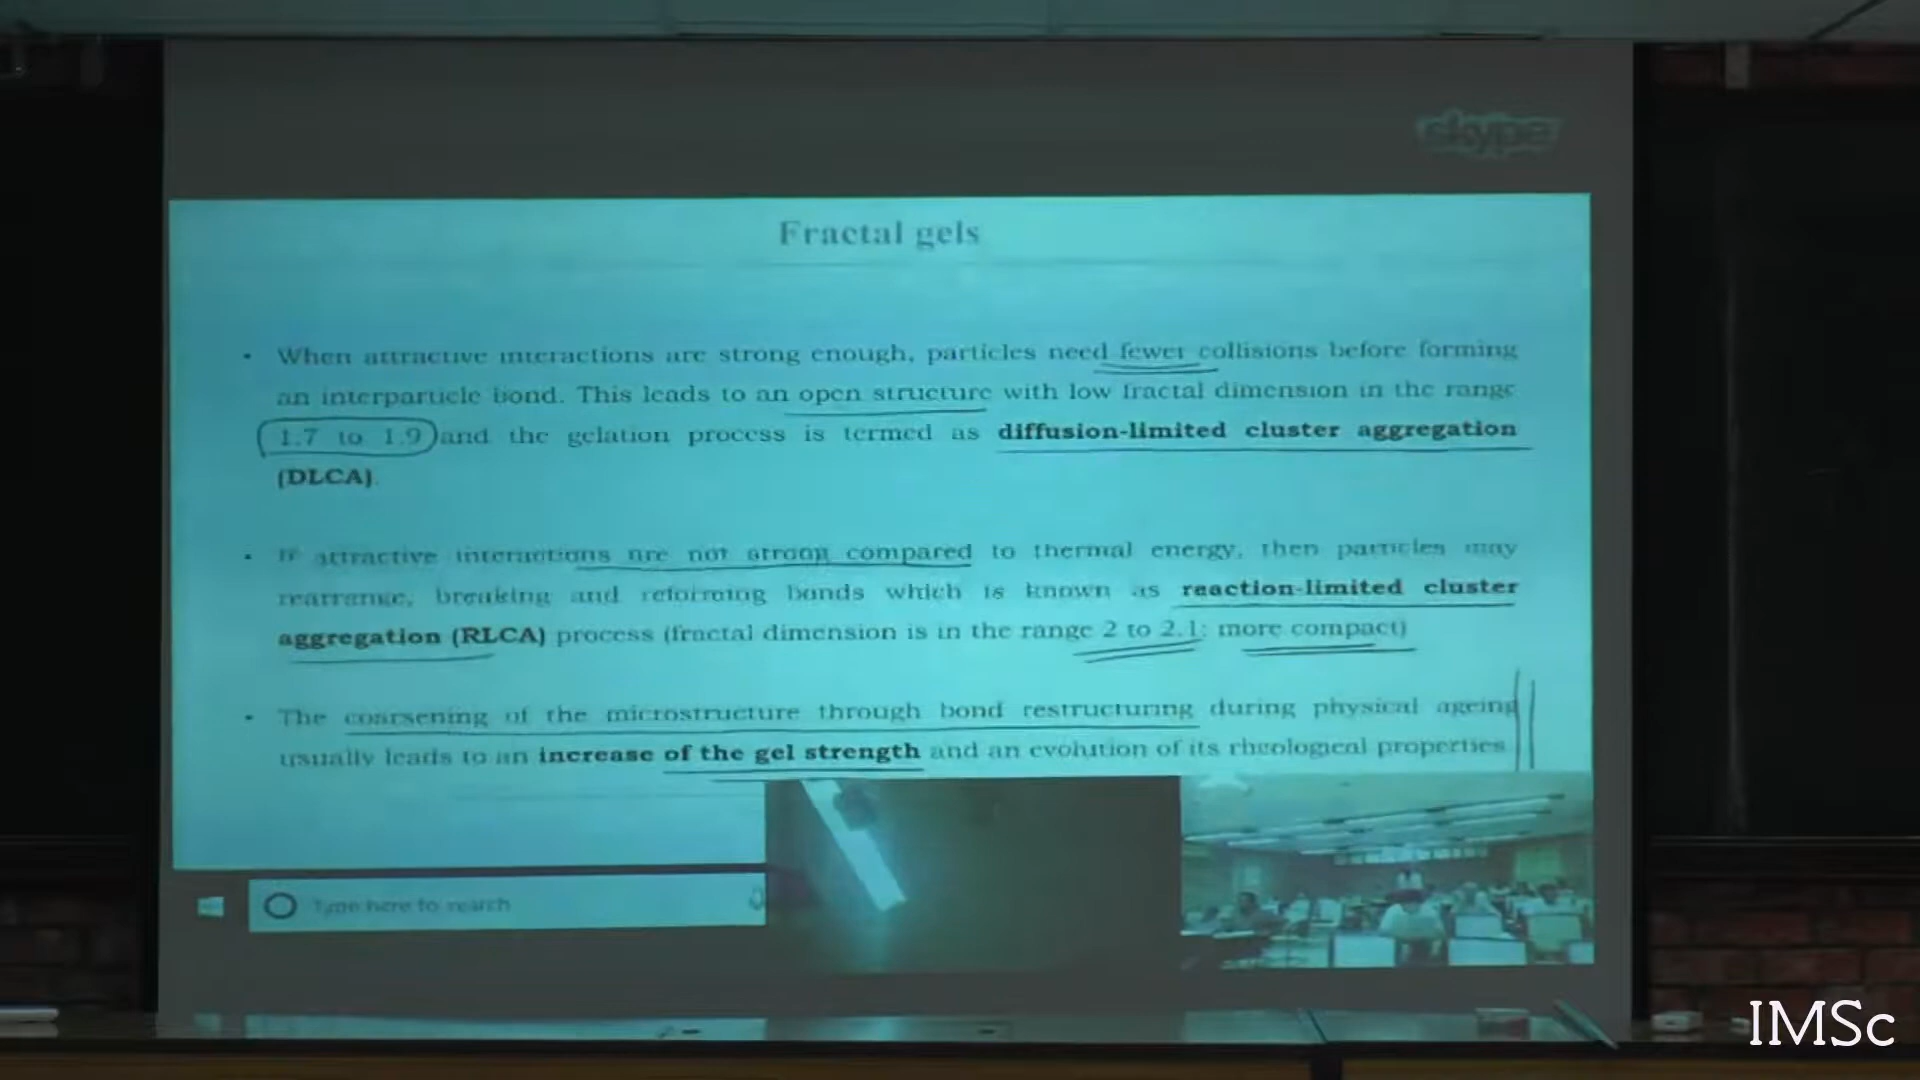 skype
Fractal gels
• When attractive interactions are strong enough, particles need fewer collisions before forming
an interparticle bond. This leads to an open structure with low fractal dimension in the range
1.7 to 1.9 and the gelation process is termed as diffusion-limited cluster aggregation
(DLCA).
• If attractive interactions are not strong compared to thermal energy, then particles may
rearrange, breaking and reforming bonds which is known as reaction-limited cluster
aggregation (RLCA) process (fractal dimension is in the range 2 to 2.1: more compact)
• The coarsening of the microstructure through bond restructuring during physical ageing
usually leads to an increase of the gel strength and an evolution of its rheological properties
Type here to search
IMSc